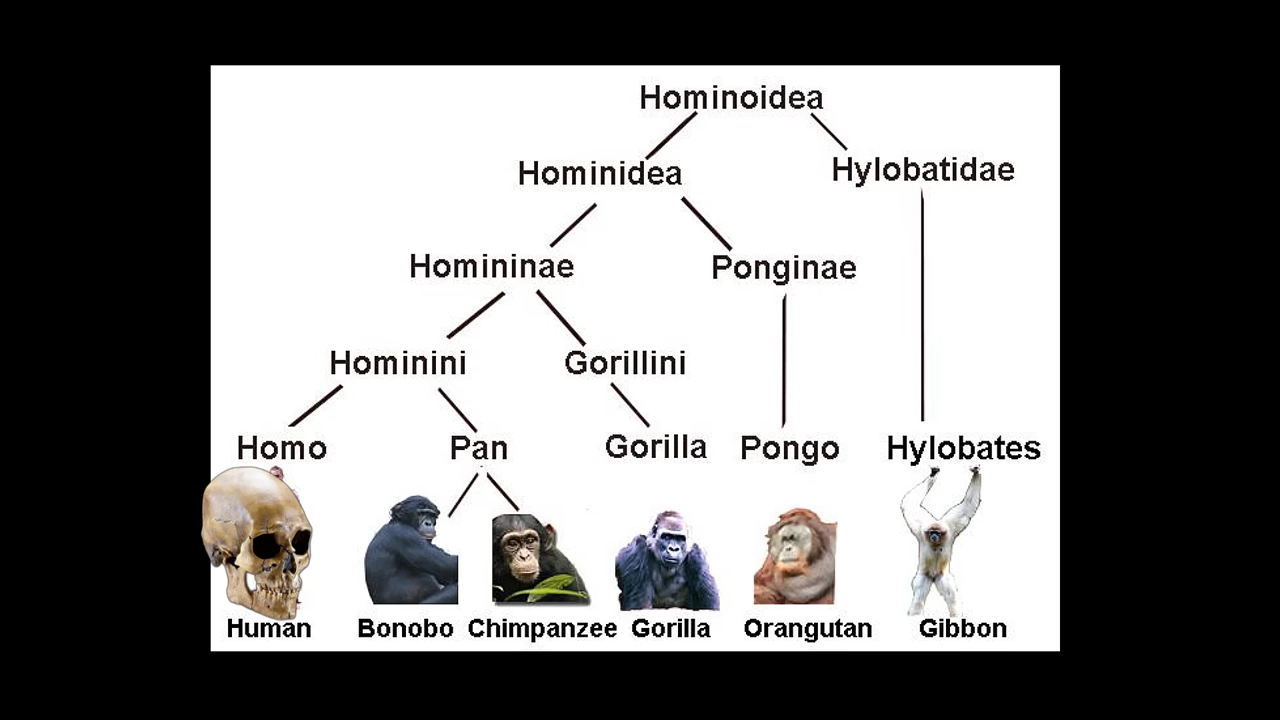 Hominoidea
Hominidea
Hylobatidae
Homininae
Ponginae
Hominini
Gorillini
Homo
Pan
Gorilla
Pongo
Hylobates
Human
Bonobo
Chimpanzee
Gorilla
Orangutan
Gibbon